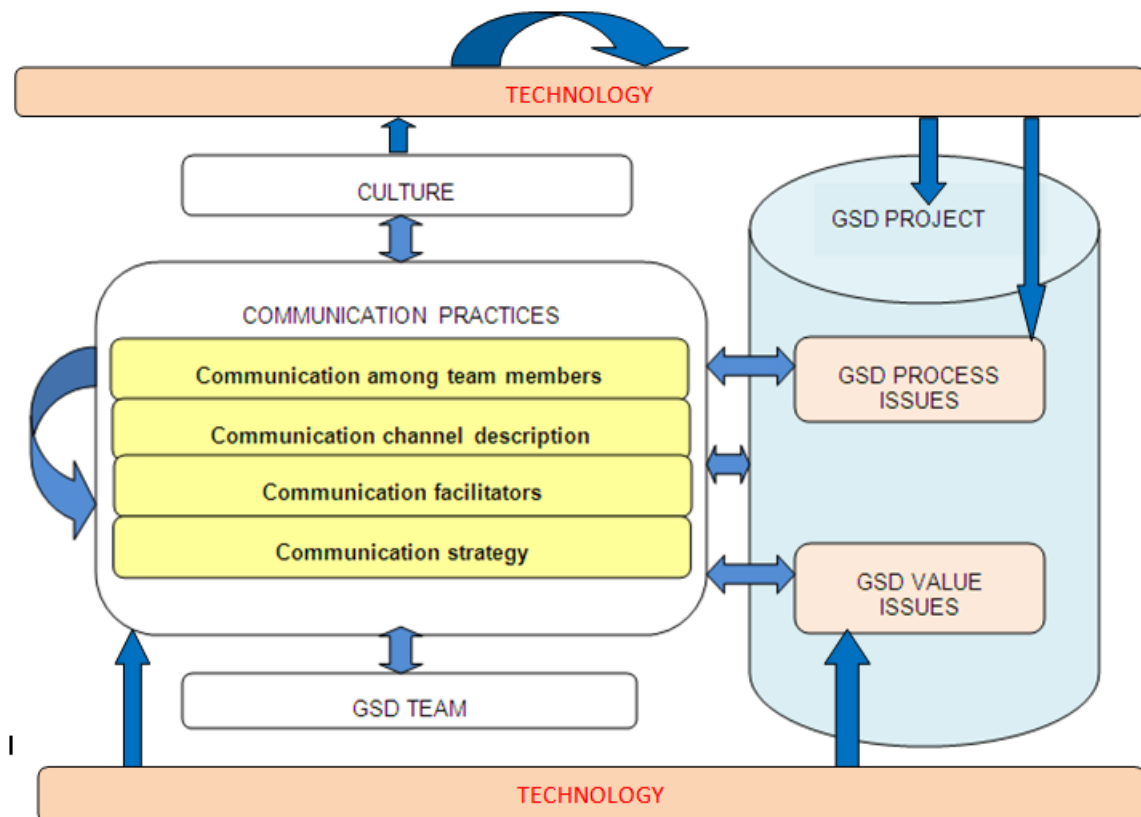 TECHNOLOGY
CULTURE
GSD PROJECT
COMMUNICATION PRACTICES
Communication among team members
Communication channel description
Communication facilitators
Communication strategy
GSD PROCESS
ISSUES
GSD VALUE
ISSUES
GSD TEAM
I
TECHNOLOGY